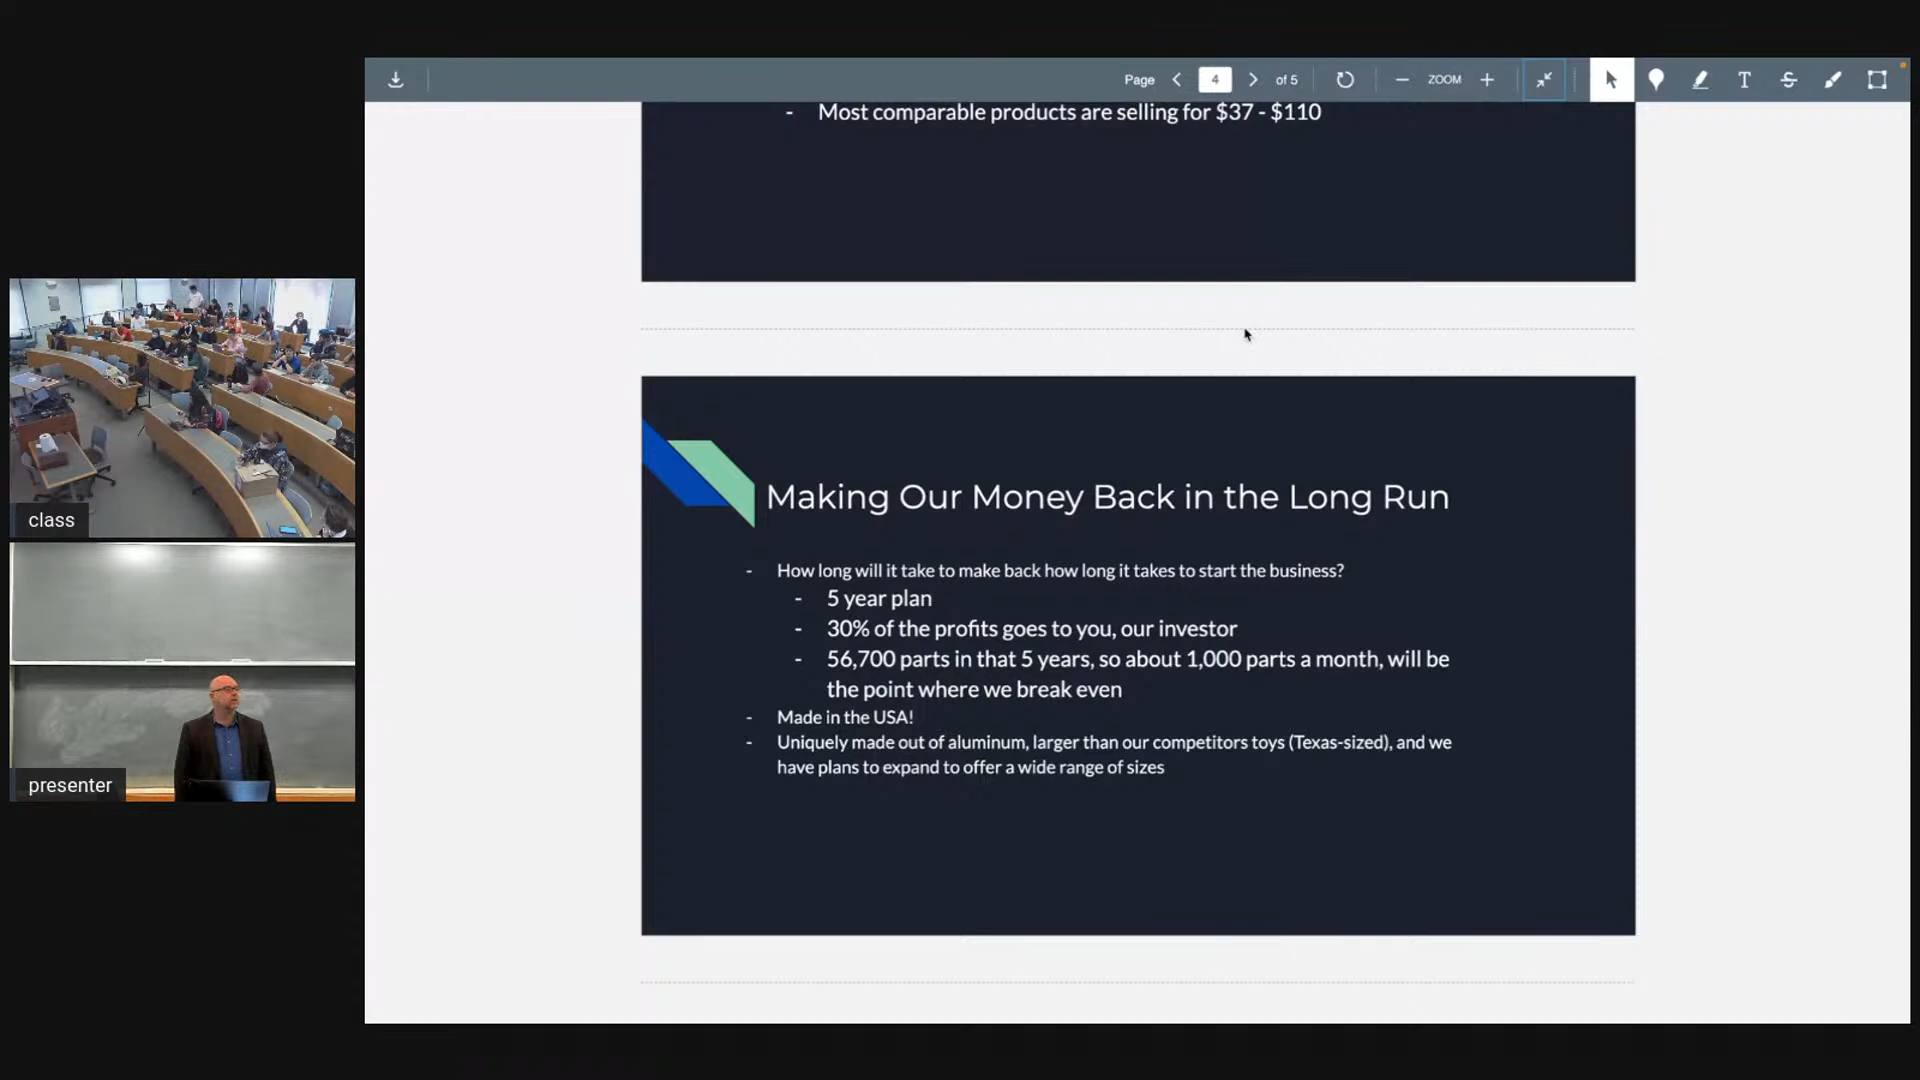 Page
4
of 5
ZOOM
T
S
- Most comparable products are selling for $37 - $110
Making Our Money Back in the Long Run
- How long will it take to make back how long it takes to start the business?
- 5 year plan
- 30% of the profits goes to you, our investor
- 56,700 parts in that 5 years, so about 1,000 parts a month, will be
the point where we break even
- Made in the USA!
- Uniquely made out of aluminum, larger than our competitors toys (Texas-sized), and we
have plans to expand to offer a wide range of sizes
class
presenter